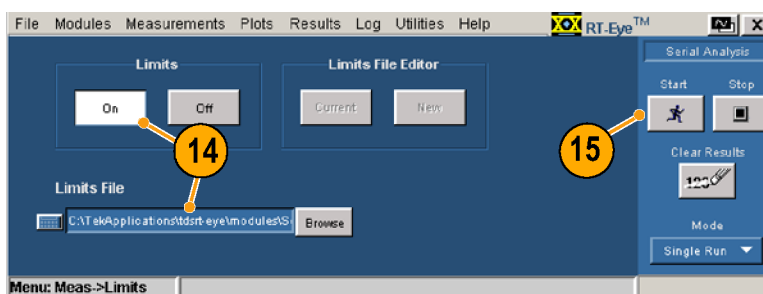 File Modules Measurements Plots Results Log Utilities Help RT-Eye™ X
Serial Analysis
Limits
Limits File Editor
Start Stop
On Off
Current New
14
15
Clear Results
123
Limits File
C:\TekApplications\tdsrt-eye\modules\S
Browse
Mode
Single Run
Menu: Meas->Limits